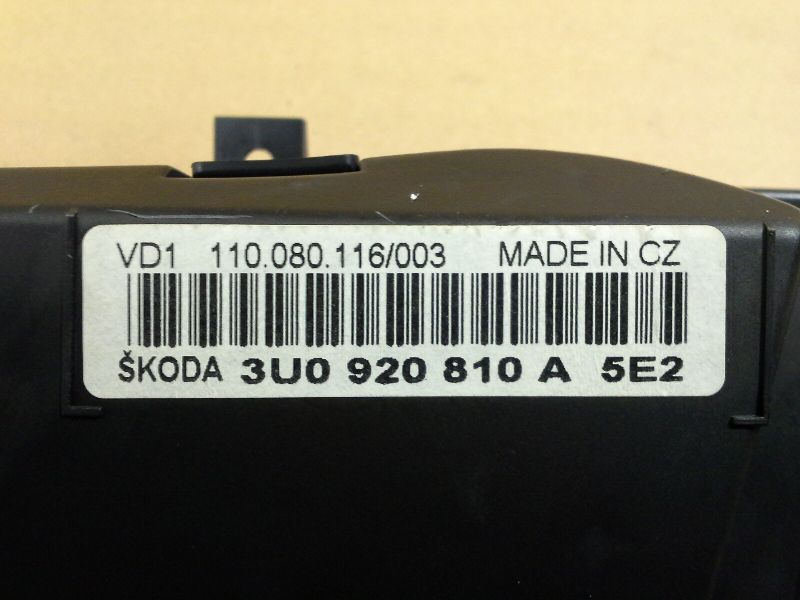 VD1 110.080.116/003 MADE IN CZ
ŠKODA 3U0 920 810 A 5E2